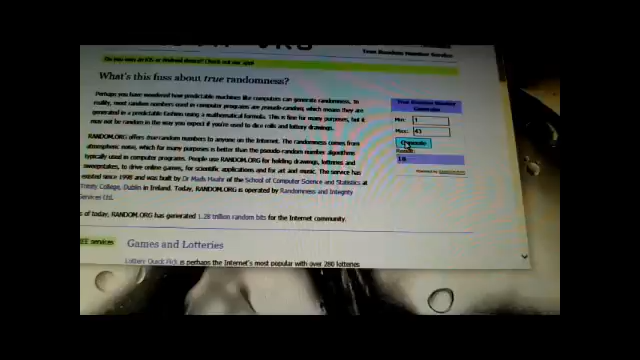 True Random Number Service
Do you own an iOS or Android device? Check out our app!
What's this fuss about true randomness?
Perhaps you have wondered how predictable machines like computers can generate randomness. In
reality, most random numbers used in computer programs are pseudo-random, which means they are
generated in a predictable fashion using a mathematical formula. This is fine for many purposes, but it
may not be random in the way you expect if you're used to dice rolls and lottery drawings.
RANDOM.ORG offers true random numbers to anyone on the Internet. The randomness comes from
atmospheric noise, which for many purposes is better than the pseudo-random number algorithms
typically used in computer programs. People use RANDOM.ORG for holding drawings, lotteries and
sweepstakes, to drive online games, for scientific applications and for art and music. The service has
existed since 1998 and was built by Dr Mads Haahr of the School of Computer Science and Statistics at
Trinity College, Dublin in Ireland. Today, RANDOM.ORG is operated by Randomness and Integrity
Services Ltd.
of today, RANDOM.ORG has generated 1.28 trillion random bits for the Internet community.
FREE services
Games and Lotteries
Lottery Quick Pick is perhaps the Internet's most popular with over 280 lotteries
True Random Number
Generator
Min: 1
Max: 43
Generate
Result:
18
Powered by RANDOM.ORG